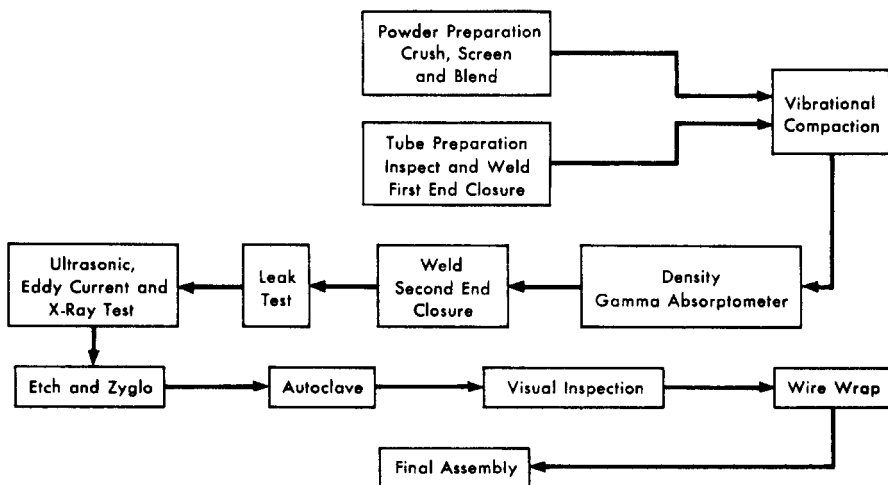 Powder Preparation
Crush, Screen
and Blend
Vibrational
Compaction
Tube Preparation
Inspect and Weld
First End Closure
Ultrasonic,
Eddy Current and
X-Ray Test
Leak
Test
Weld
Second End
Closure
Density
Gamma Absorptometer
Etch and Zyglo
Autoclave
Visual Inspection
Wire Wrap
Final Assembly